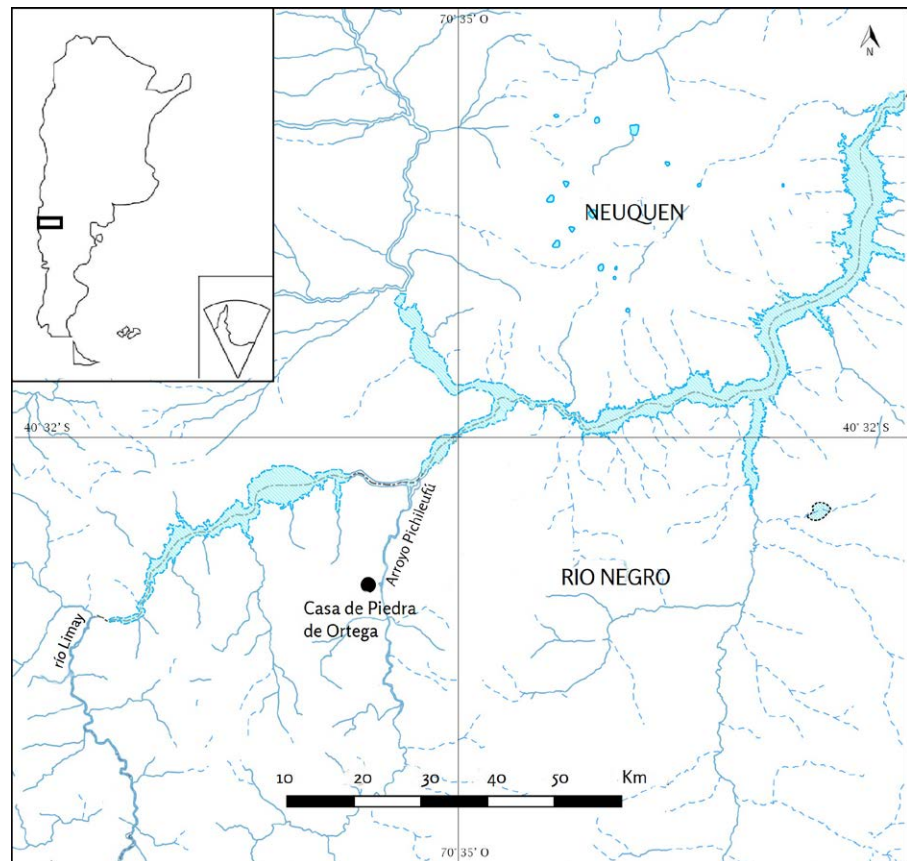 70° 35' O
N
NEUQUEN
40° 32' S
40° 32' S
Arroyo Pichileufú
RIO NEGRO
Casa de Piedra
de Ortega
río Limay
10 20 30 40 50 Km
70° 35' O